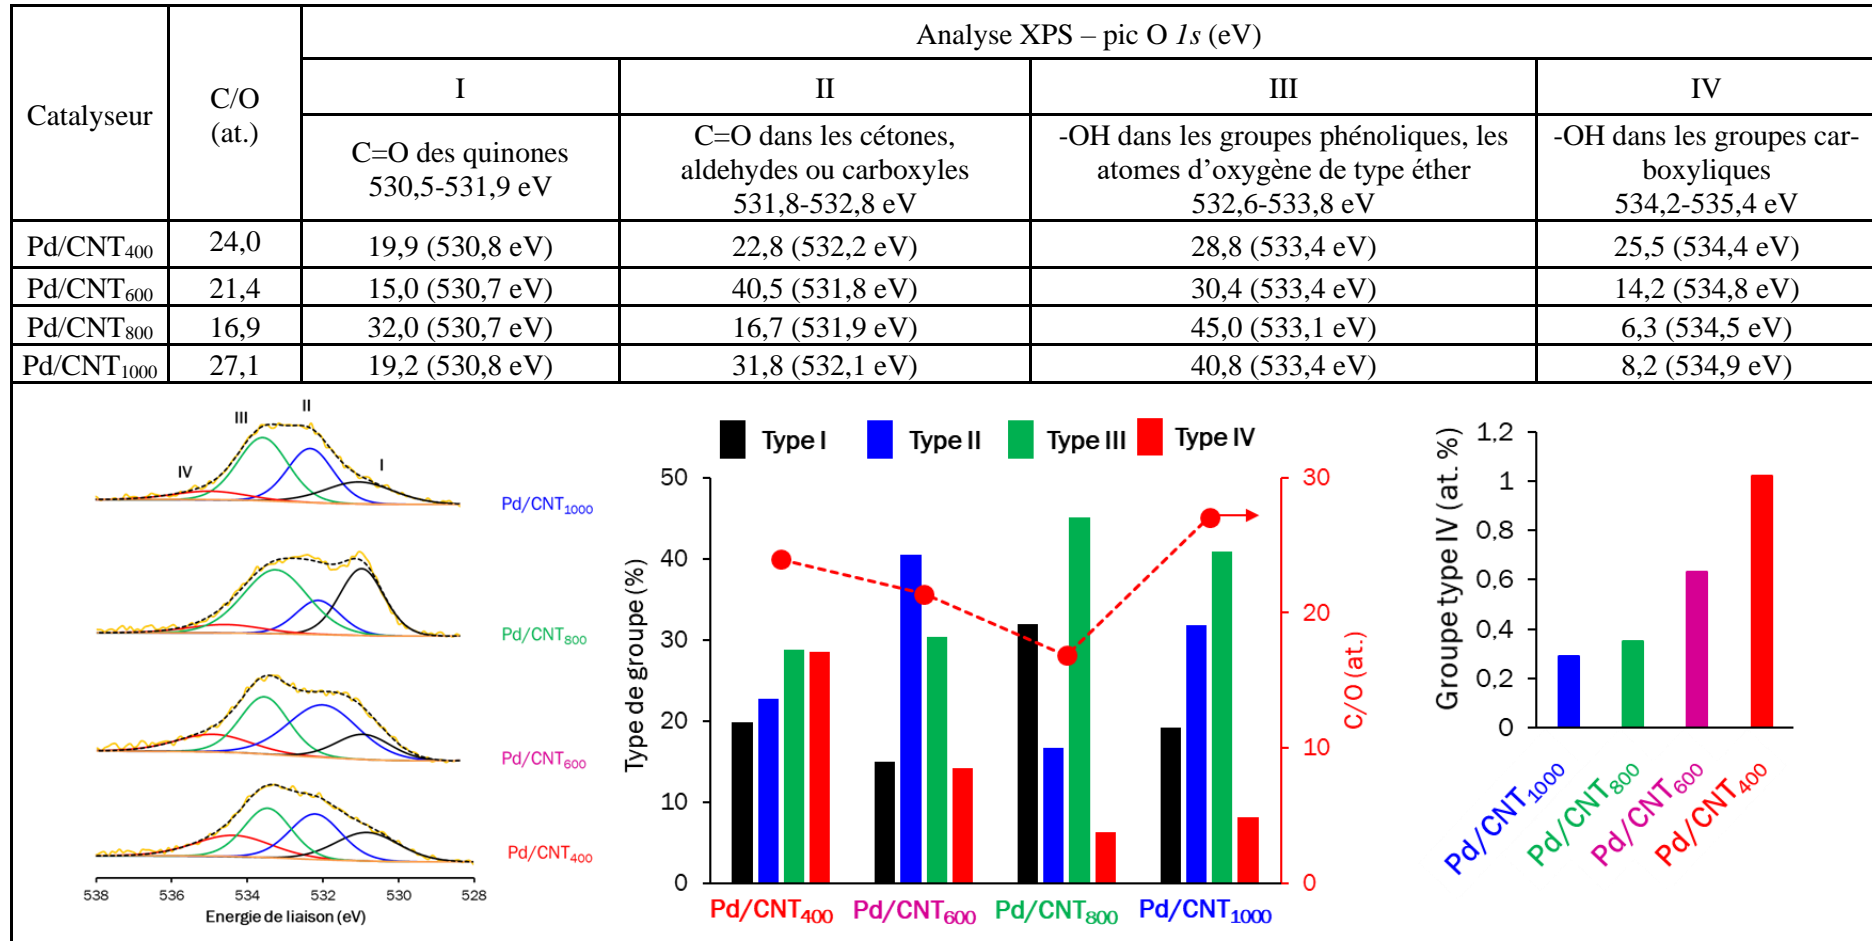 Catalyseur
C/O
(at.)
Analyse XPS – pic O 1s (eV)
I
II
III
IV
C=O des quinones
530,5-531,9 eV
C=O dans les cétones,
aldehydes ou carboxyles
531,8-532,8 eV
-OH dans les groupes phénoliques, les
atomes d’oxygène de type éther
532,6-533,8 eV
-OH dans les groupes car-
boxyliques
534,2-535,4 eV
Pd/CNT400 24,0 19,9 (530,8 eV) 22,8 (532,2 eV) 28,8 (533,4 eV) 25,5 (534,4 eV)
Pd/CNT600 21,4 15,0 (530,7 eV) 40,5 (531,8 eV) 30,4 (533,4 eV) 14,2 (534,8 eV)
Pd/CNT800 16,9 32,0 (530,7 eV) 16,7 (531,9 eV) 45,0 (533,1 eV) 6,3 (534,5 eV)
Pd/CNT1000 27,1 19,2 (530,8 eV) 31,8 (532,1 eV) 40,8 (533,4 eV) 8,2 (534,9 eV)
IV III II I
Pd/CNT1000
Pd/CNT800
Pd/CNT600
Pd/CNT400
538 536 534 532 530 528
Energie de liaison (eV)
Type I Type II Type III Type IV
Type de groupe (%)
50
40
30
20
10
0
30
20
10
0
C/O (at.)
Pd/CNT400 Pd/CNT600 Pd/CNT800 Pd/CNT1000
Groupe type IV (at. %)
1,2
1
0,8
0,6
0,4
0,2
0
Pd/CNT1000
Pd/CNT800
Pd/CNT600
Pd/CNT400